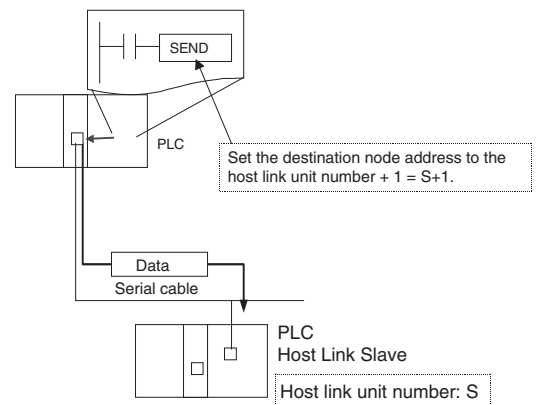 SEND
PLC
Set the destination node address to the
host link unit number + 1 = S+1.
Data
Serial cable
PLC
Host Link Slave
Host link unit number: S